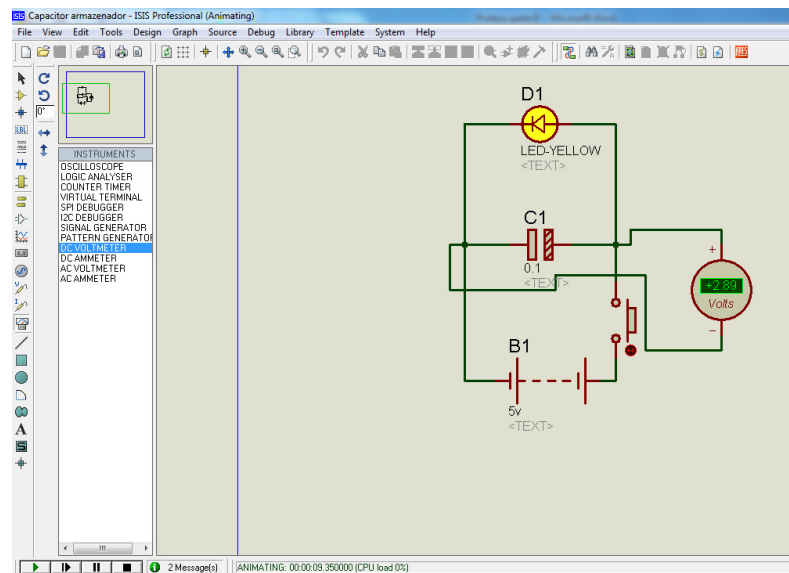 ISIS Capacitor armazenador - ISIS Professional (Animating)
File View Edit Tools Design Graph Source Debug Library Template System Help
0°
LBL
INSTRUMENTS
OSCILLOSCOPE
LOGIC ANALYSER
COUNTER TIMER
VIRTUAL TERMINAL
SPI DEBUGGER
I2C DEBUGGER
SIGNAL GENERATOR
PATTERN GENERATOR
DC VOLTMETER
DC AMMETER
AC VOLTMETER
AC AMMETER
A
S
D1
LED-YELLOW
<TEXT>
C1
0.1
<TEXT>
+
+2.89
Volts
−
B1
5v
<TEXT>
2 Message(s)
ANIMATING: 00:00:09.350000 (CPU load 0%)